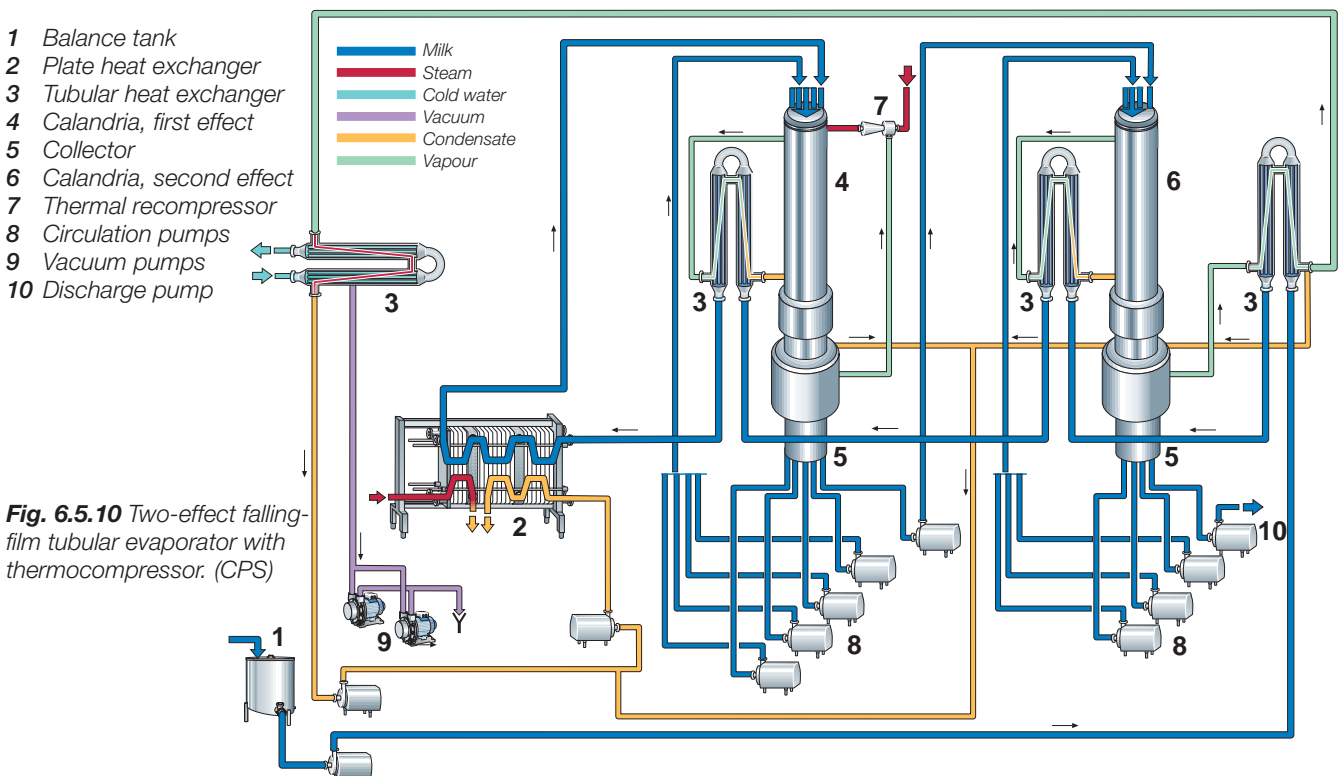 1 Balance tank
2 Plate heat exchanger
3 Tubular heat exchanger
4 Calandria, first effect
5 Collector
6 Calandria, second effect
7 Thermal recompressor
8 Circulation pumps
9 Vacuum pumps
10 Discharge pump
Milk
Steam
Cold water
Vacuum
Condensate
Vapour
7
4
6
3
3
3
3
5
5
2
10
Fig. 6.5.10 Two-effect falling-
film tubular evaporator with
thermocompressor. (CPS)
1
9
8
8